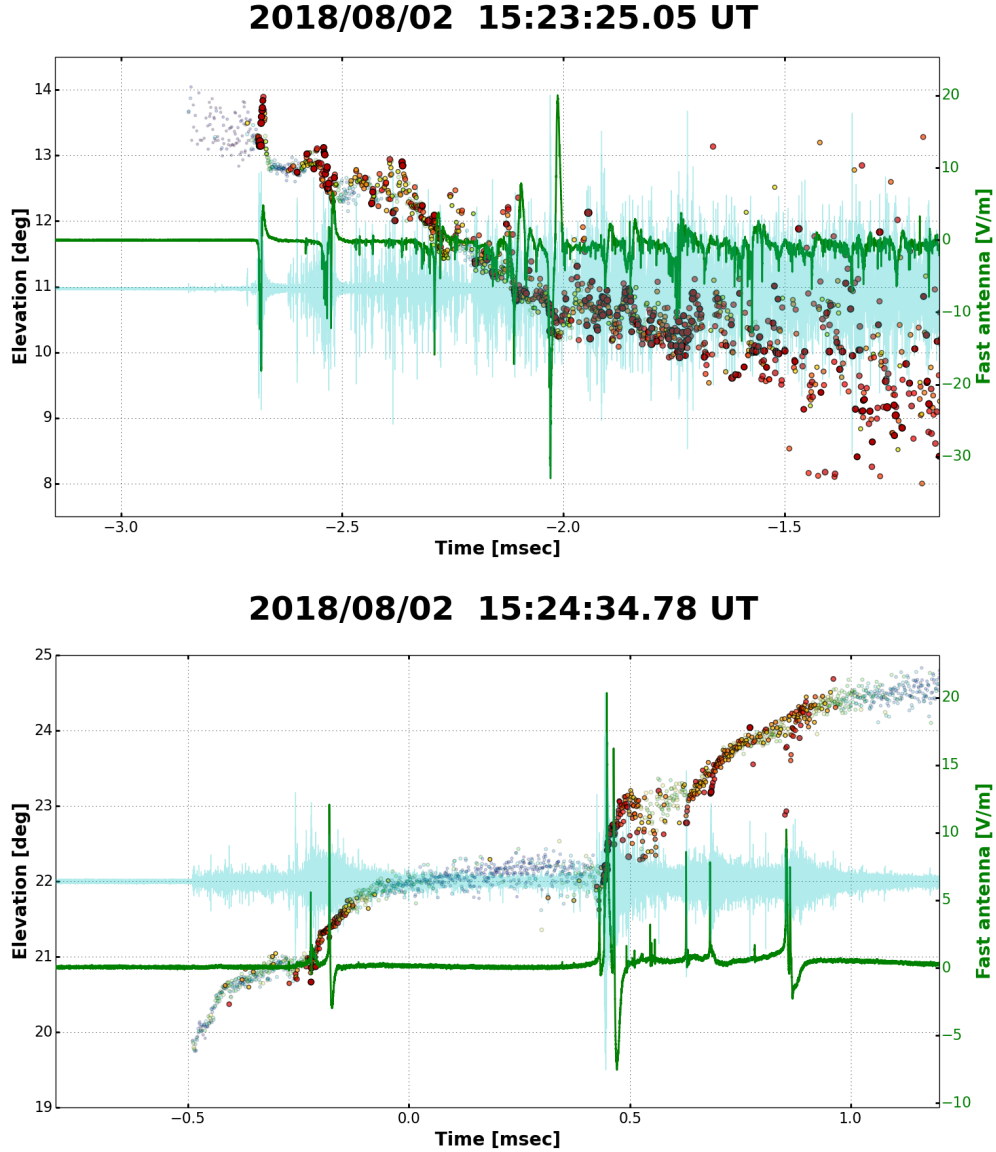 2018/08/02 15:23:25.05 UT
14
13
12
11
10
9
8
Elevation [deg]
20
10
0
−10
−20
−30
Fast antenna [V/m]
−3.0 −2.5 −2.0 −1.5
Time [msec]
2018/08/02 15:24:34.78 UT
25
24
23
22
21
20
19
Elevation [deg]
20
15
10
5
0
−5
−10
Fast antenna [V/m]
−0.5 0.0 0.5 1.0
Time [msec]